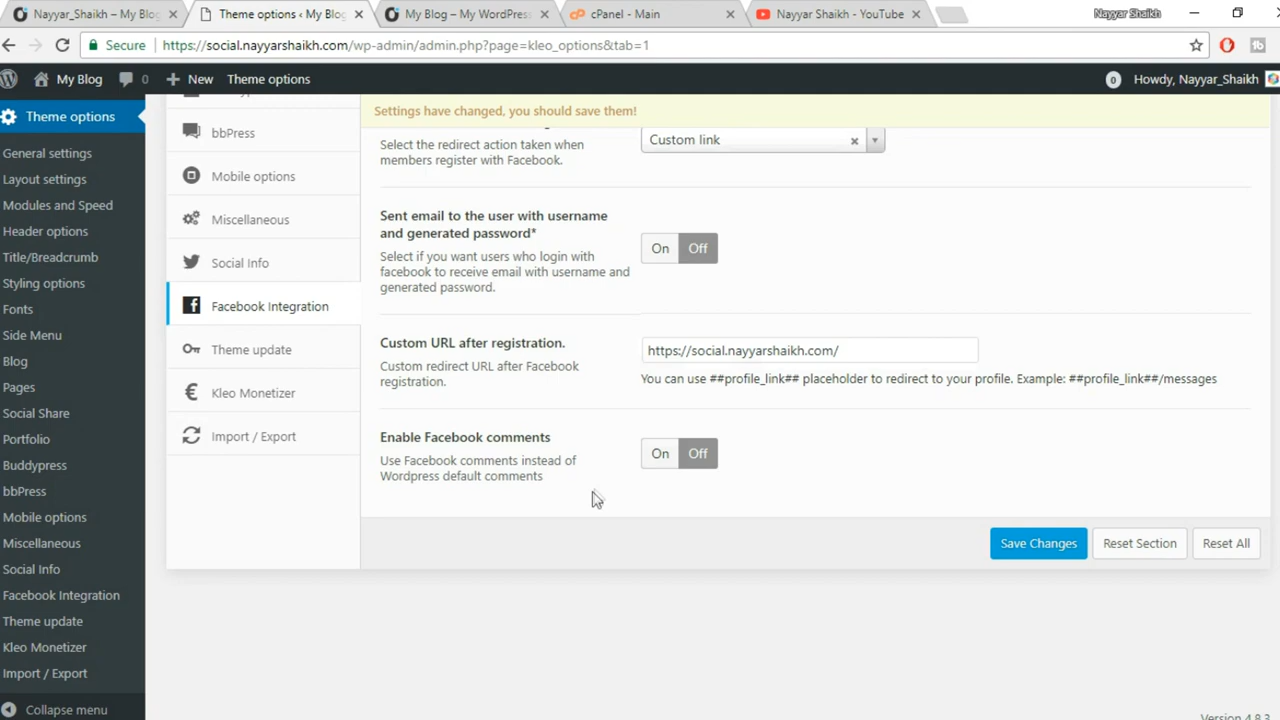 Nayyar_Shaikh – My Blog
Theme options ‹ My Blog
My Blog – My WordPress
cPanel - Main
Nayyar Shaikh - YouTube
Nayyar Shaikh
Secure
https://social.nayyarshaikh.com/wp-admin/admin.php?page=kleo_options&tab=1
My Blog
0
New
Theme options
0
Howdy, Nayyar_Shaikh
Theme options
General settings
Layout settings
Modules and Speed
Header options
Title/Breadcrumb
Styling options
Fonts
Side Menu
Blog
Pages
Social Share
Portfolio
Buddypress
bbPress
Mobile options
Miscellaneous
Social Info
Facebook Integration
Theme update
Kleo Monetizer
Import / Export
Collapse menu
bbPress
Mobile options
Miscellaneous
Social Info
Facebook Integration
Theme update
Kleo Monetizer
Import / Export
Settings have changed, you should save them!
Select the redirect action taken when
members register with Facebook.
Custom link
Sent email to the user with username
and generated password*
Select if you want users who login with
facebook to receive email with username and
generated password.
On Off
Custom URL after registration.
Custom redirect URL after Facebook
registration.
https://social.nayyarshaikh.com/
You can use ##profile_link## placeholder to redirect to your profile. Example: ##profile_link##/messages
Enable Facebook comments
Use Facebook comments instead of
Wordpress default comments
On Off
Save Changes
Reset Section
Reset All
Version 4.8.3